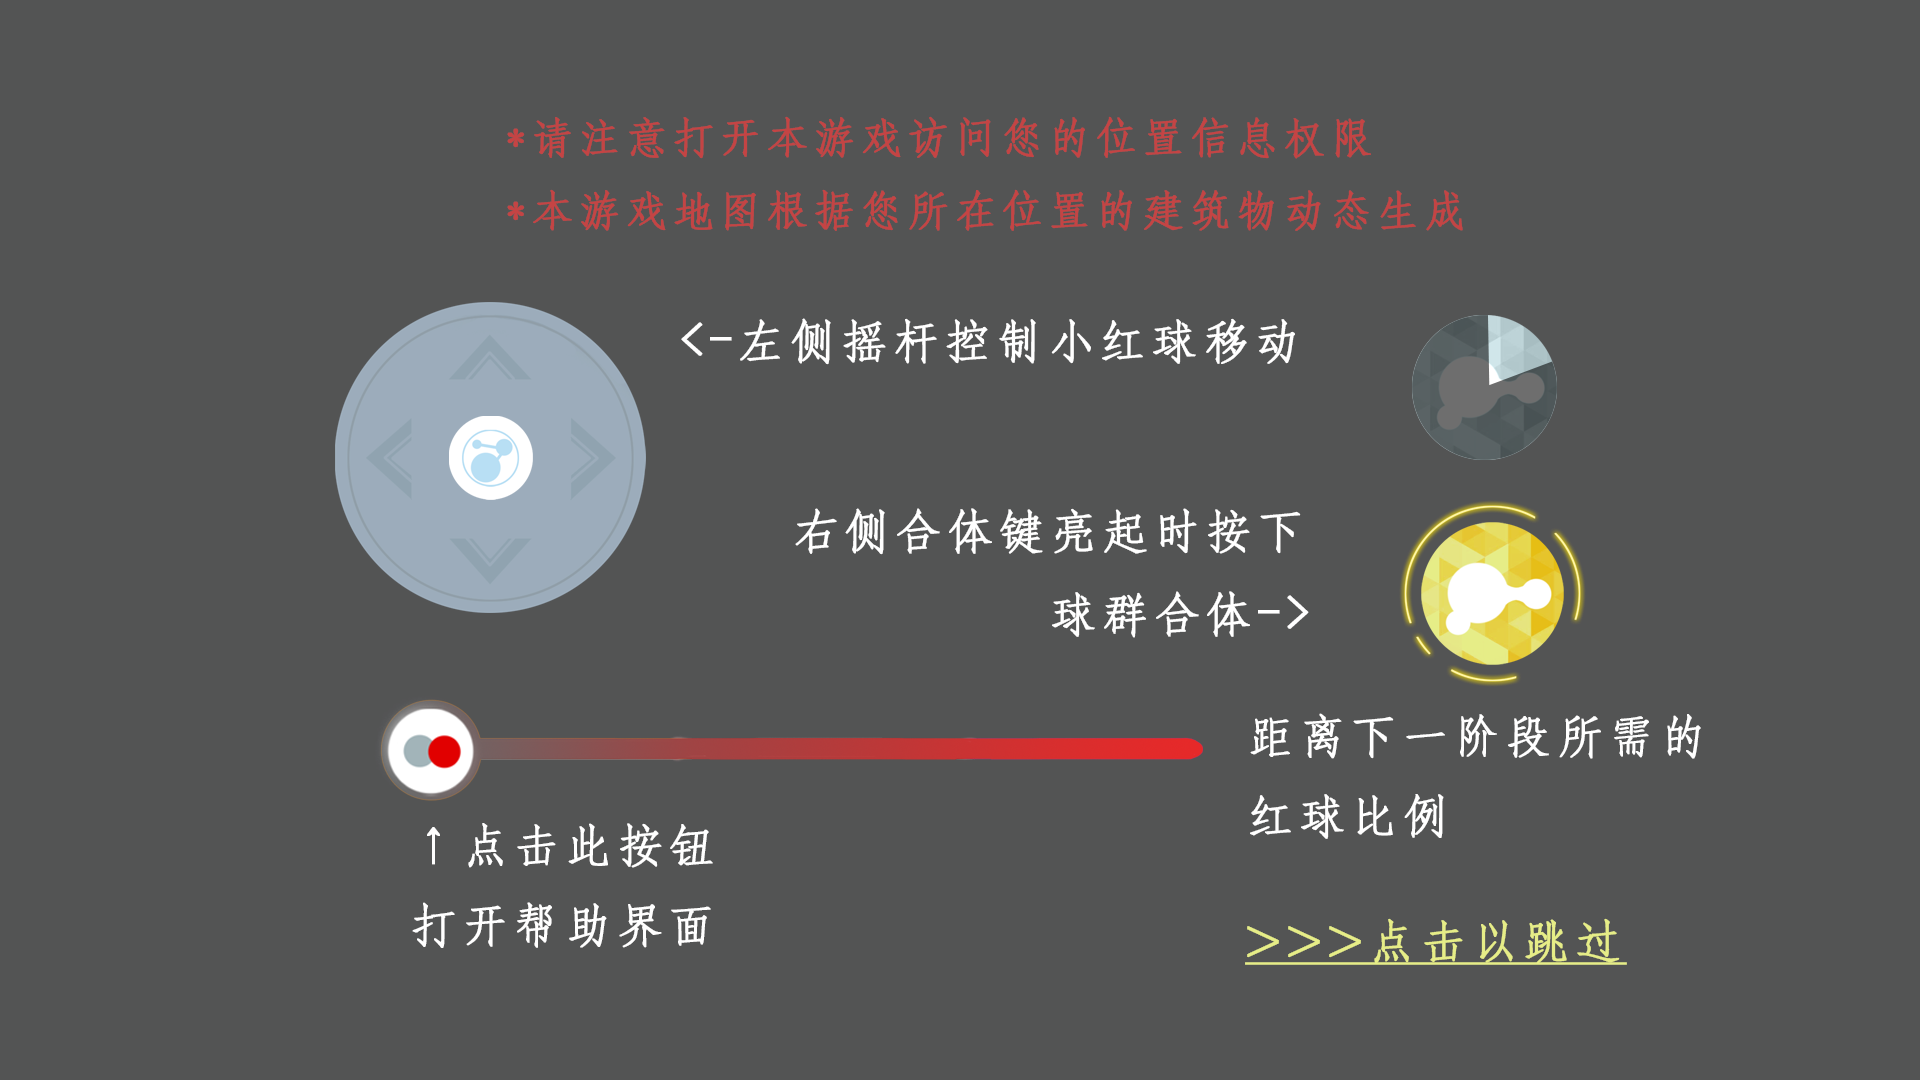 *请注意打开本游戏访问您的位置信息权限
*本游戏地图根据您所在位置的建筑物动态生成
<-左侧摇杆控制小红球移动
右侧合体键亮起时按下
球群合体->
距离下一阶段所需的
红球比例
↑点击此按钮
打开帮助界面
>>>点击以跳过